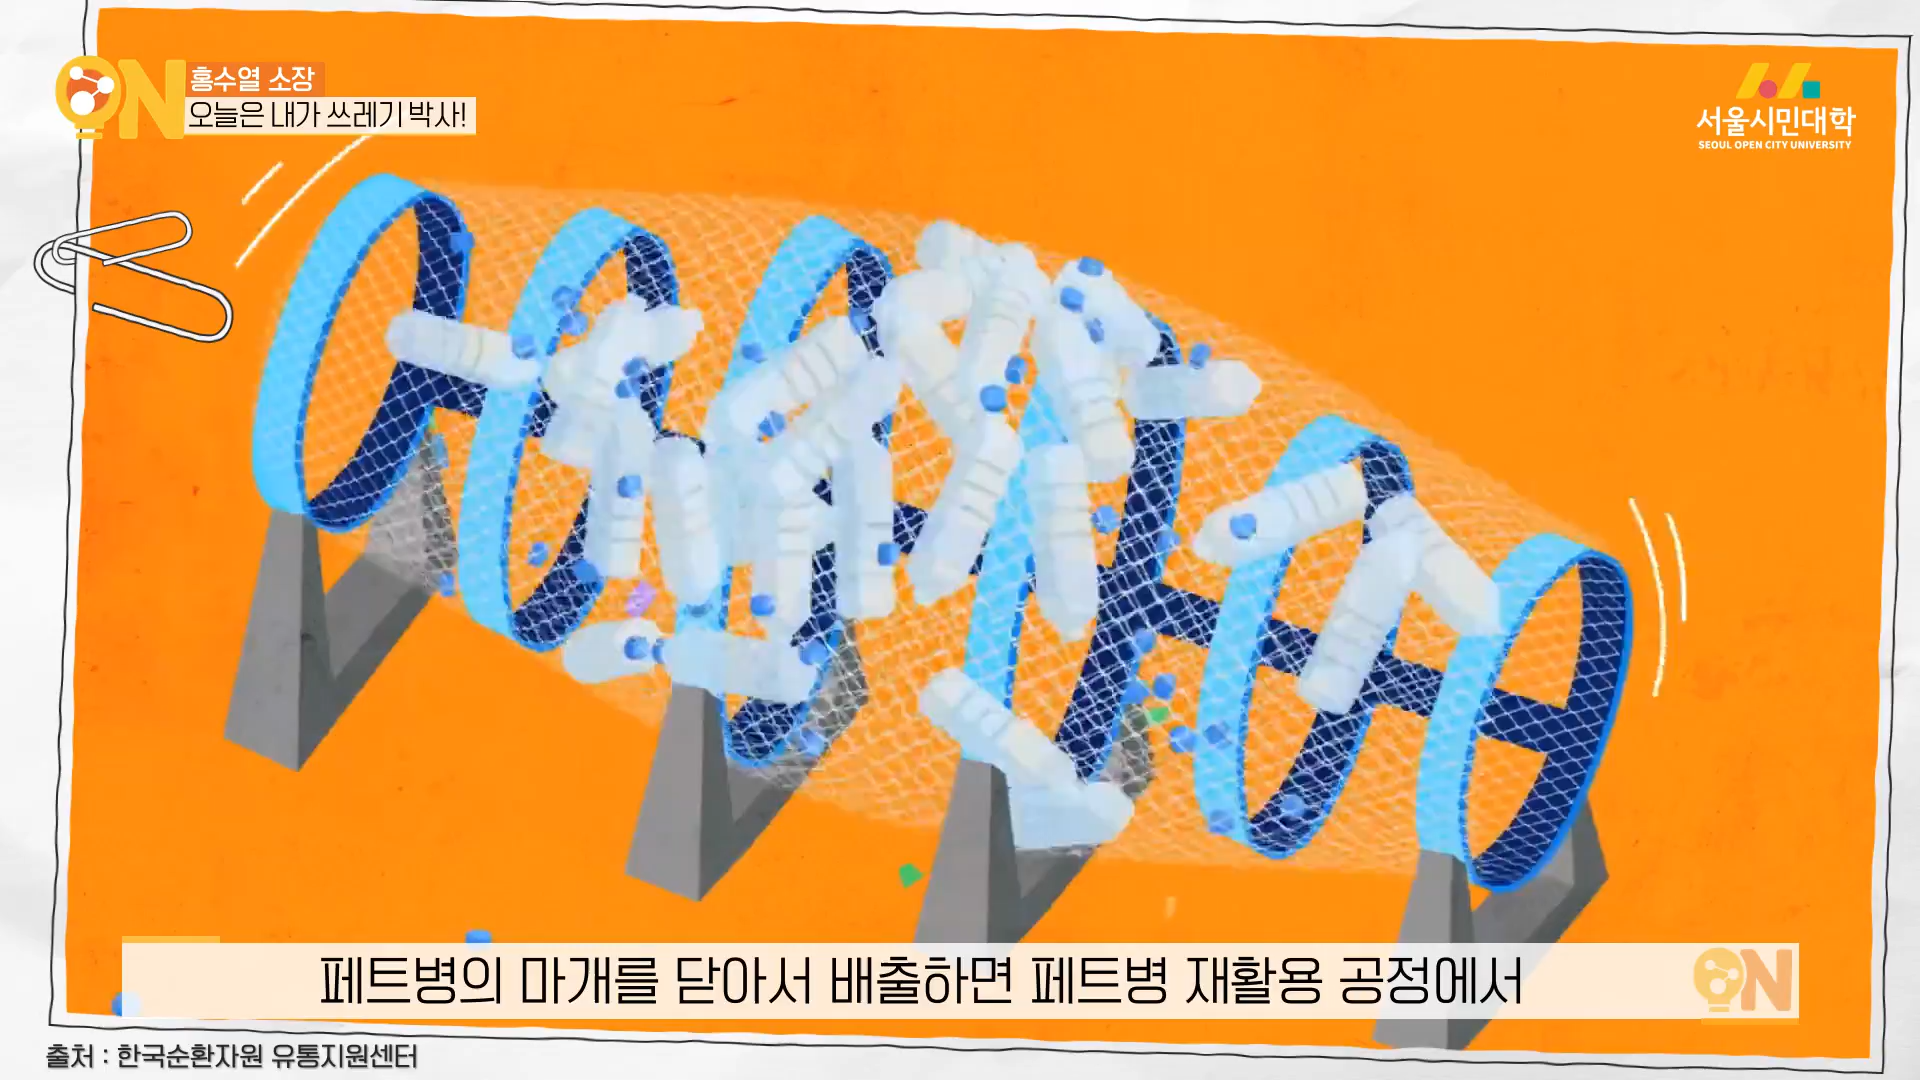 ON
홍수열 소장
오늘은 내가 쓰레기 박사!
서울시민대학
SEOUL OPEN CITY UNIVERSITY
페트병의 마개를 닫아서 배출하면 페트병 재활용 공정에서
ON
출처 : 한국순환자원 유통지원센터